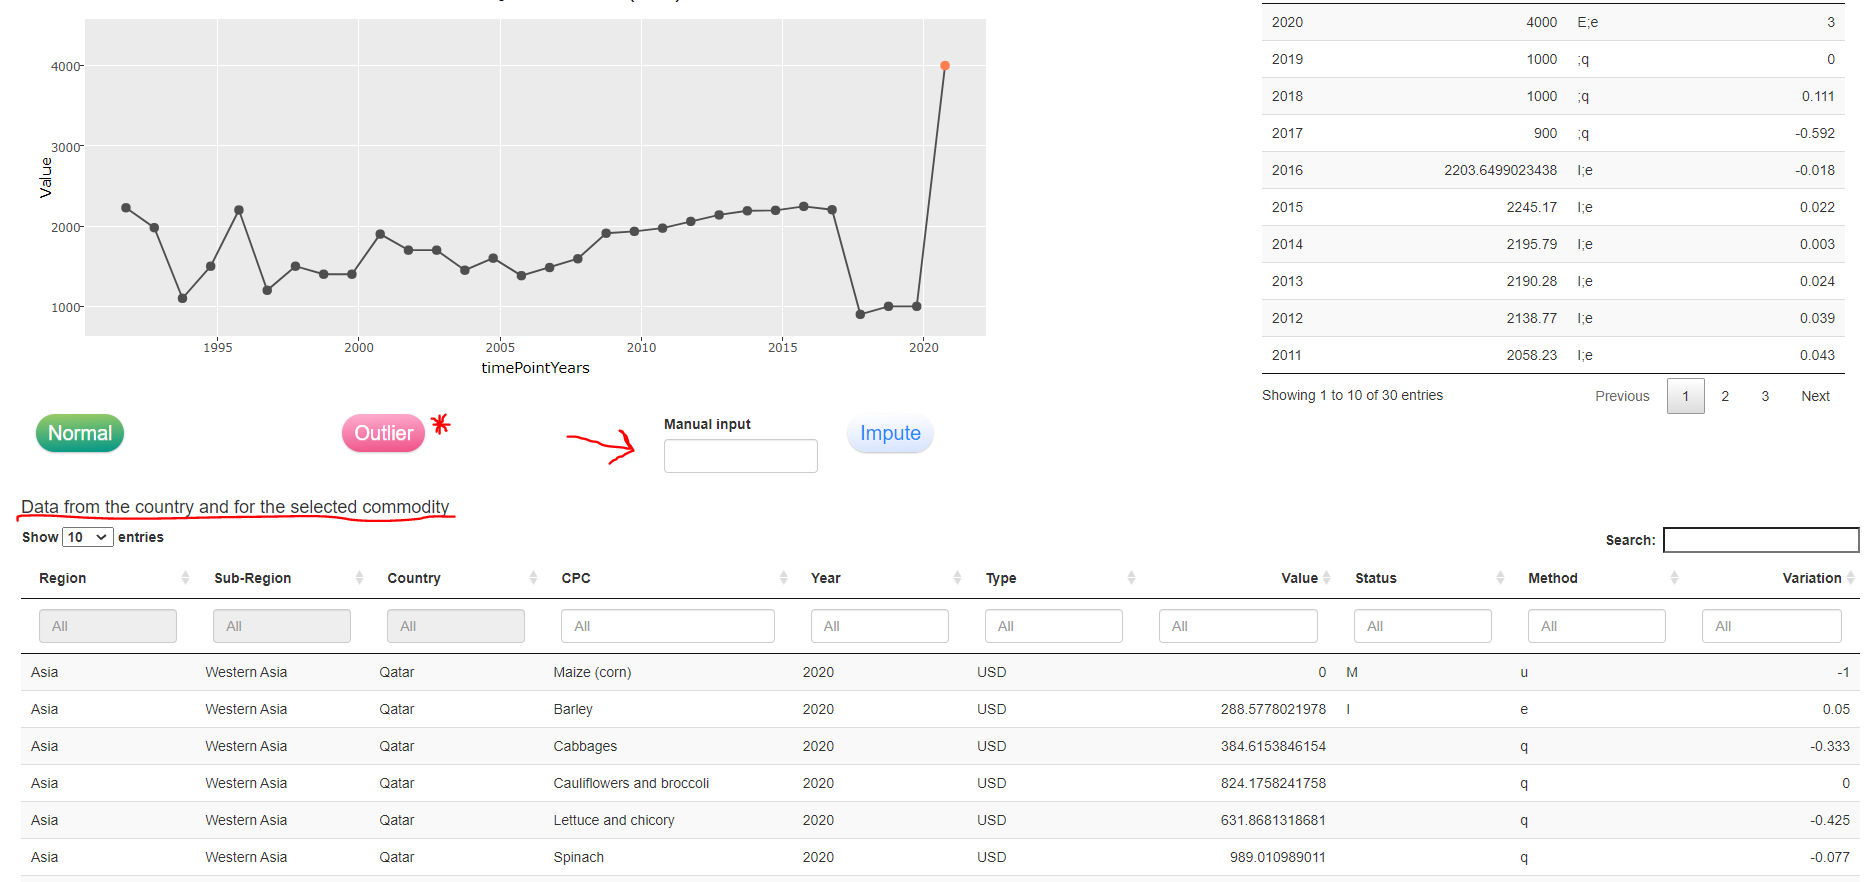 4000
3000
2000
1000
Value
1995 2000 2005 2010 2015 2020
timePointYears
2020 4000 E;e 3
2019 1000 ;q 0
2018 1000 ;q 0.111
2017 900 ;q -0.592
2016 2203.6499023438 I;e -0.018
2015 2245.17 I;e 0.022
2014 2195.79 I;e 0.003
2013 2190.28 I;e 0.024
2012 2138.77 I;e 0.039
2011 2058.23 I;e 0.043
Showing 1 to 10 of 30 entries Previous 1 2 3 Next
Normal Outlier * Manual input Impute
Data from the country and for the selected commodity
Show 10 entries Search:
Region Sub-Region Country CPC Year Type Value Status Method Variation
All All All All All All All All All All
Asia Western Asia Qatar Maize (corn) 2020 USD 0 M u -1
Asia Western Asia Qatar Barley 2020 USD 288.5778021978 I e 0.05
Asia Western Asia Qatar Cabbages 2020 USD 384.6153846154 q -0.333
Asia Western Asia Qatar Cauliflowers and broccoli 2020 USD 824.1758241758 q 0
Asia Western Asia Qatar Lettuce and chicory 2020 USD 631.8681318681 q -0.425
Asia Western Asia Qatar Spinach 2020 USD 989.010989011 q -0.077